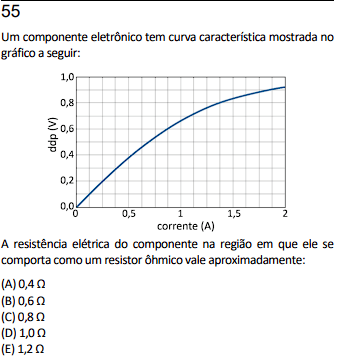 55
Um componente eletrônico tem curva característica mostrada no
gráfico a seguir:
1,0
0,8
0,6
0,4
0,2
0,0
ddp (V)
0
0,5
1
1,5
2
corrente (A)
A resistência elétrica do componente na região em que ele se
comporta como um resistor ôhmico vale aproximadamente:
(A) 0,4 Ω
(B) 0,6 Ω
(C) 0,8 Ω
(D) 1,0 Ω
(E) 1,2 Ω